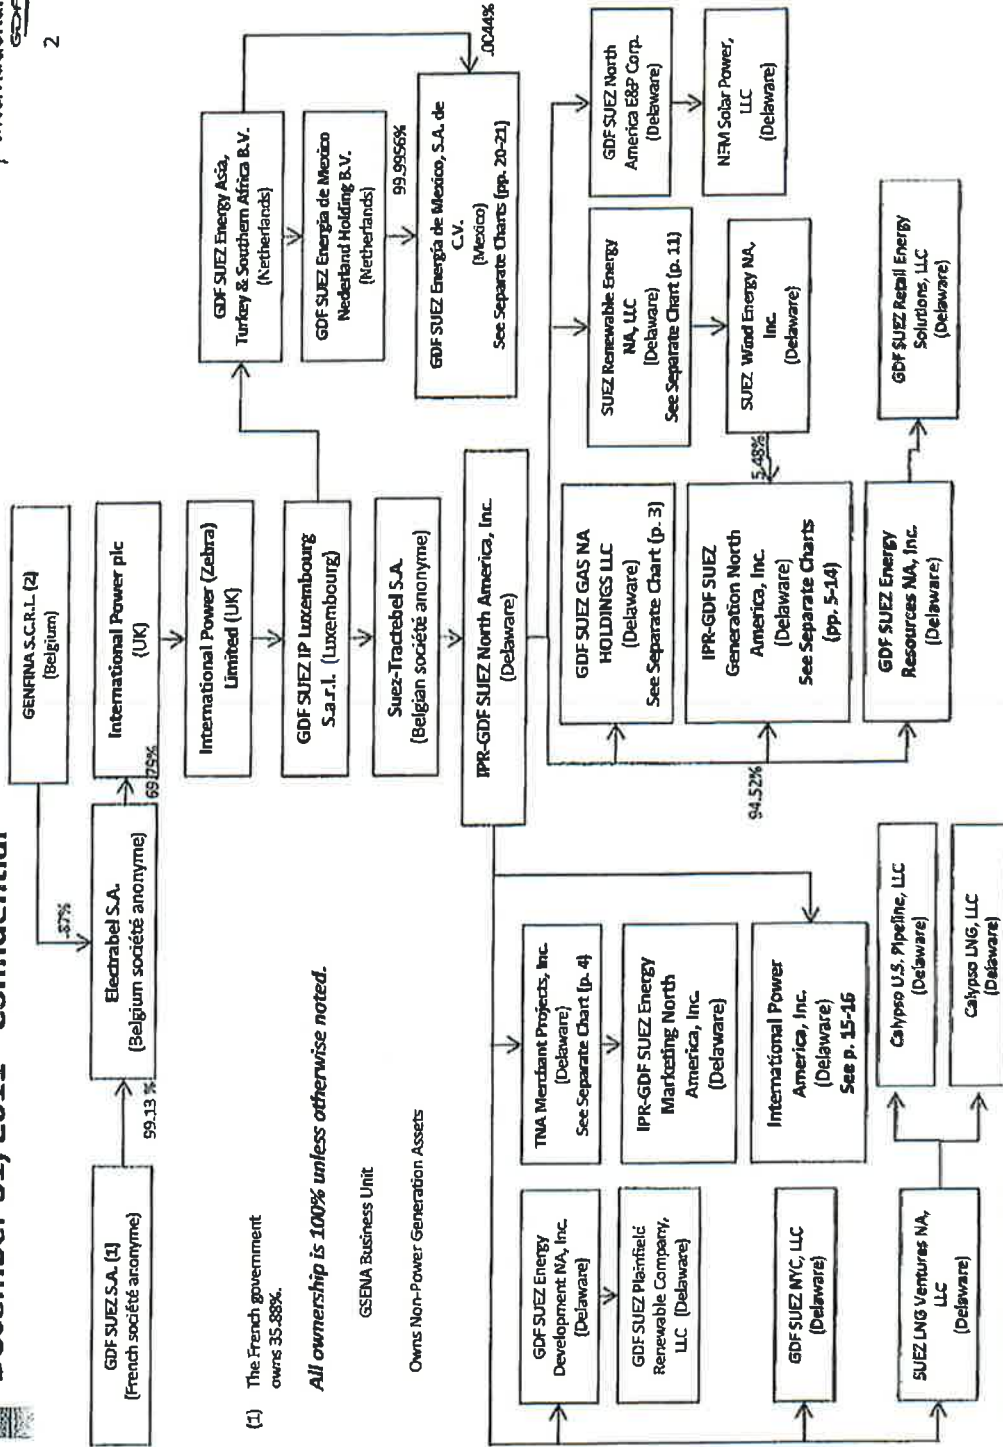 2
GDF SUEZ S.A. (1)
(French société anonyme)
99.13 %
Electrabel S.A.
(Belgium société anonyme)
.87%
GENFINA S.C.R.L (2)
(Belgium)
69.79%
International Power plc
(UK)
International Power (Zebra)
Limited (UK)
GDF SUEZ IP Luxembourg
S.a.r.l. (Luxembourg)
Suez-Tractebel S.A.
(Belgian société anonyme)
IPR-GDF SUEZ North America, Inc.
(Delaware)
GDF SUEZ Energy Asia,
Turkey & Southern Africa B.V.
(Netherlands)
GDF SUEZ Energia de Mexico
Nederland Holding B.V.
(Netherlands)
99.9956%
.0044%
GDF SUEZ Energía de Mexico, S.A. de
C.V.
(Mexico)
See Separate Charts (pp. 20-21)
(1) The French government
owns 35.88%.
All ownership is 100% unless otherwise noted.
GSENA Business Unit
Owns Non-Power Generation Assets
GDF SUEZ Energy
Development NA, Inc.
(Delaware)
GDF SUEZ Plainfield
Renewable Company,
LLC (Delaware)
GDF SUEZ NYC, LLC
(Delaware)
SUEZ LNG Ventures NA,
LLC
(Delaware)
TNA Merchant Projects, Inc.
(Delaware)
See Separate Chart (p. 4)
IPR-GDF SUEZ Energy
Marketing North
America, Inc.
(Delaware)
International Power
America, Inc.
(Delaware)
See p. 15-16
Calypso U.S. Pipeline, LLC
(Delaware)
Calypso LNG, LLC
(Delaware)
94.52%
GDF SUEZ GAS NA
HOLDINGS LLC
(Delaware)
See Separate Chart (p. 3)
IPR-GDF SUEZ
Generation North
America, Inc.
(Delaware)
See Separate Charts
(pp. 5-14)
GDF SUEZ Energy
Resources NA, Inc.
(Delaware)
SUEZ Renewable Energy
NA, LLC
(Delaware)
See Separate Chart (p. 11)
SUEZ Wind Energy NA,
Inc.
(Delaware)
5.48%
GDF SUEZ Retail Energy
Solutions, LLC
(Delaware)
GDF SUEZ North
America E&P Corp.
(Delaware)
NFM Solar Power,
LLC
(Delaware)